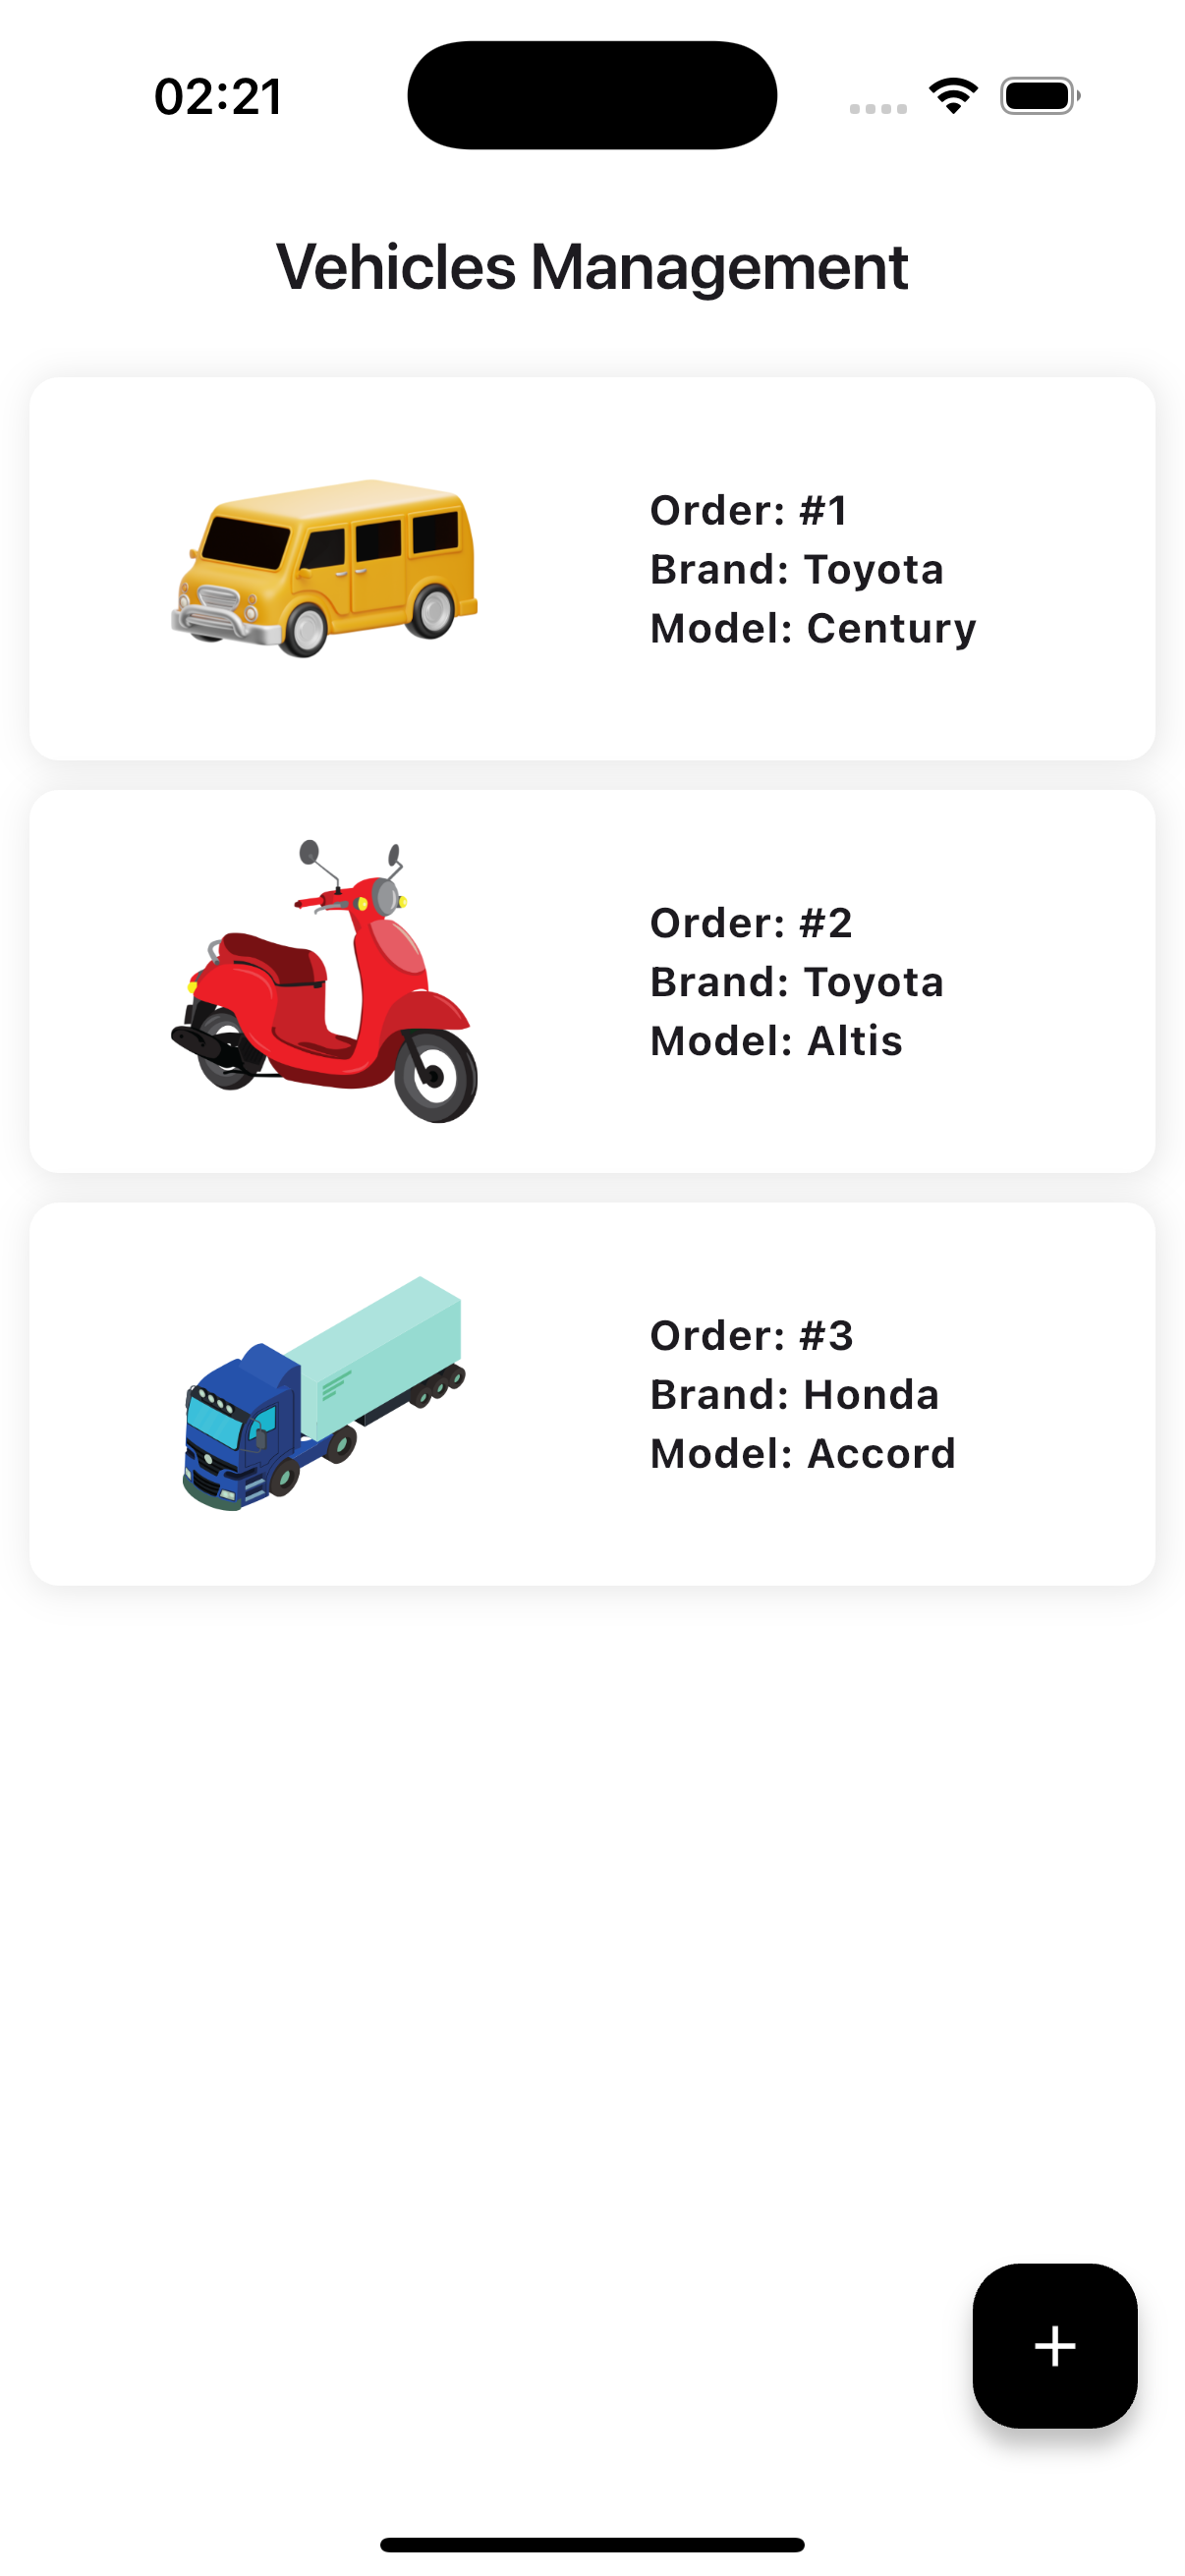 02:21
Vehicles Management
Order: #1
Brand: Toyota
Model: Century
Order: #2
Brand: Toyota
Model: Altis
Order: #3
Brand: Honda
Model: Accord
+